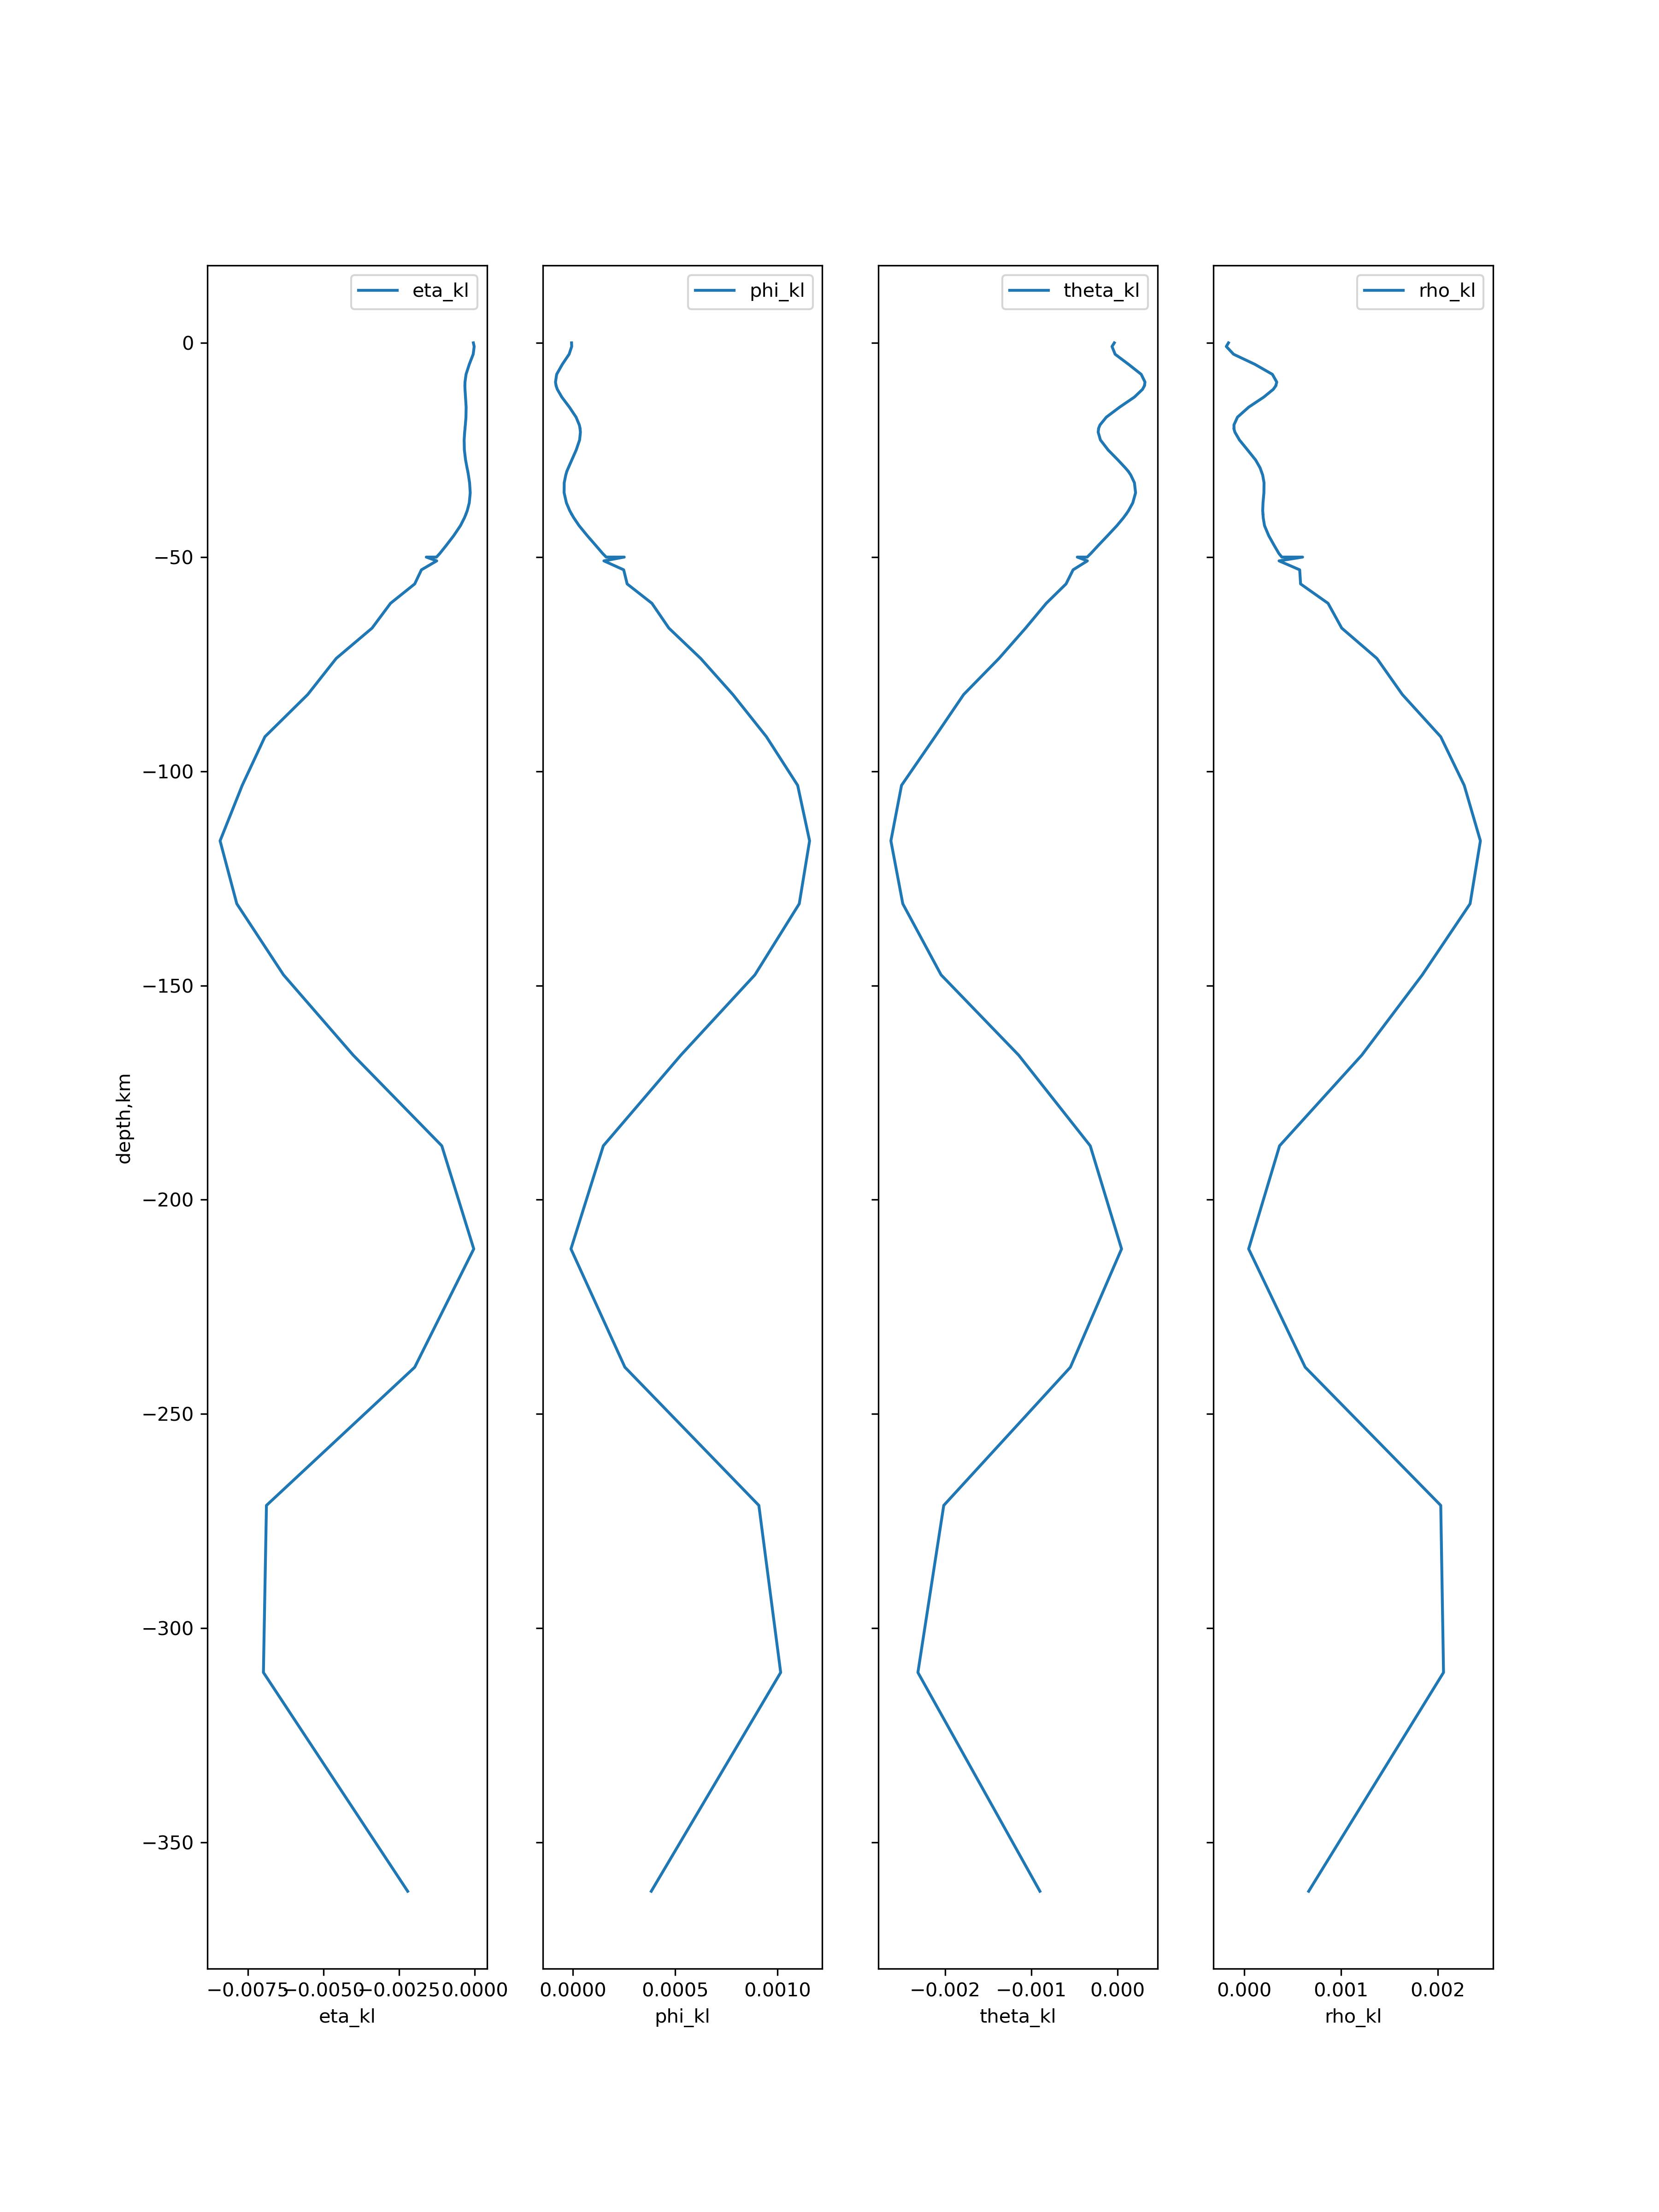 eta_kl
phi_kl
theta_kl
rho_kl
0
−50
−100
−150
−200
−250
−300
−350
depth,km
−0.0075 −0.0050 −0.0025 0.0000
0.0000 0.0005 0.0010
−0.002 −0.001 0.000
0.000 0.001 0.002
eta_kl
phi_kl
theta_kl
rho_kl